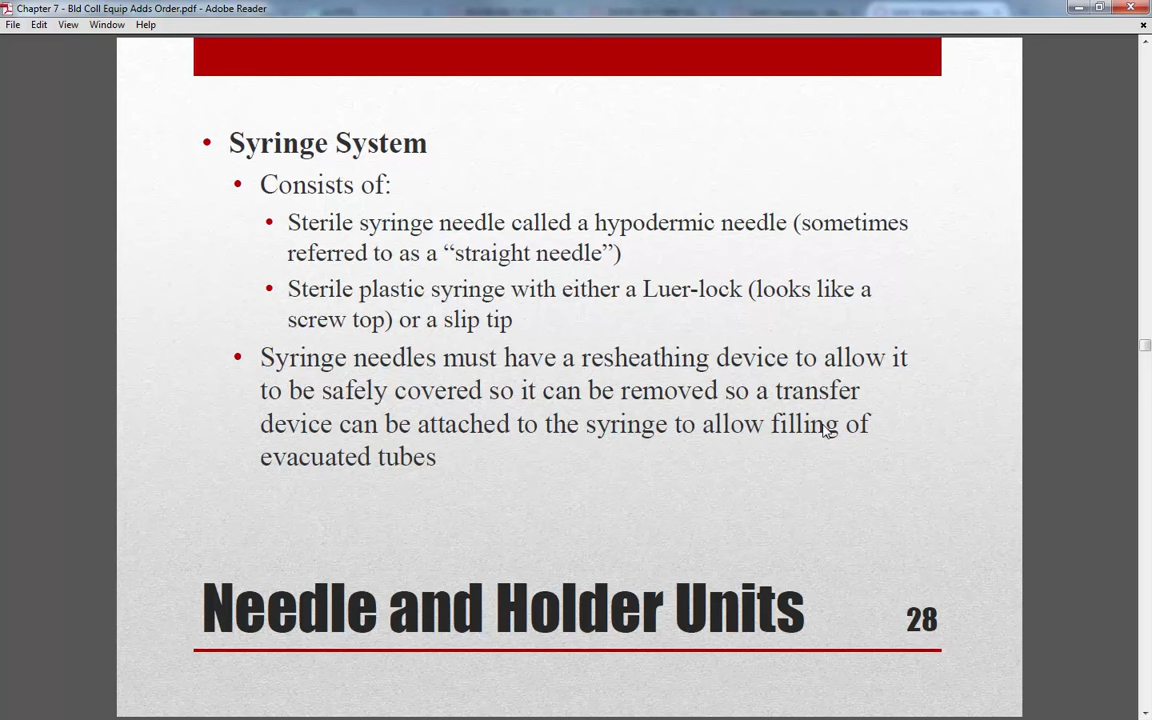 Chapter 7 - Bld Coll Equip Adds Order.pdf - Adobe Reader
File Edit View Window Help
• Syringe System
• Consists of:
• Sterile syringe needle called a hypodermic needle (sometimes
referred to as a “straight needle”)
• Sterile plastic syringe with either a Luer-lock (looks like a
screw top) or a slip tip
• Syringe needles must have a resheathing device to allow it
to be safely covered so it can be removed so a transfer
device can be attached to the syringe to allow filling of
evacuated tubes
Needle and Holder Units 28